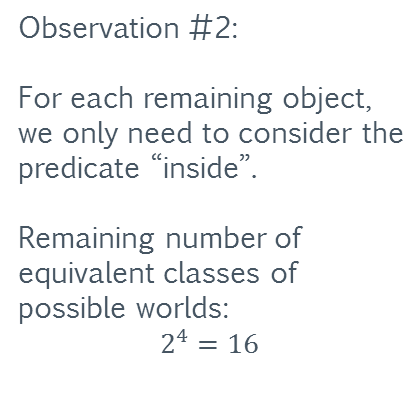 Observation #2:
For each remaining object,
we only need to consider the
predicate “inside”.
Remaining number of
equivalent classes of
possible worlds:
2⁴ = 16